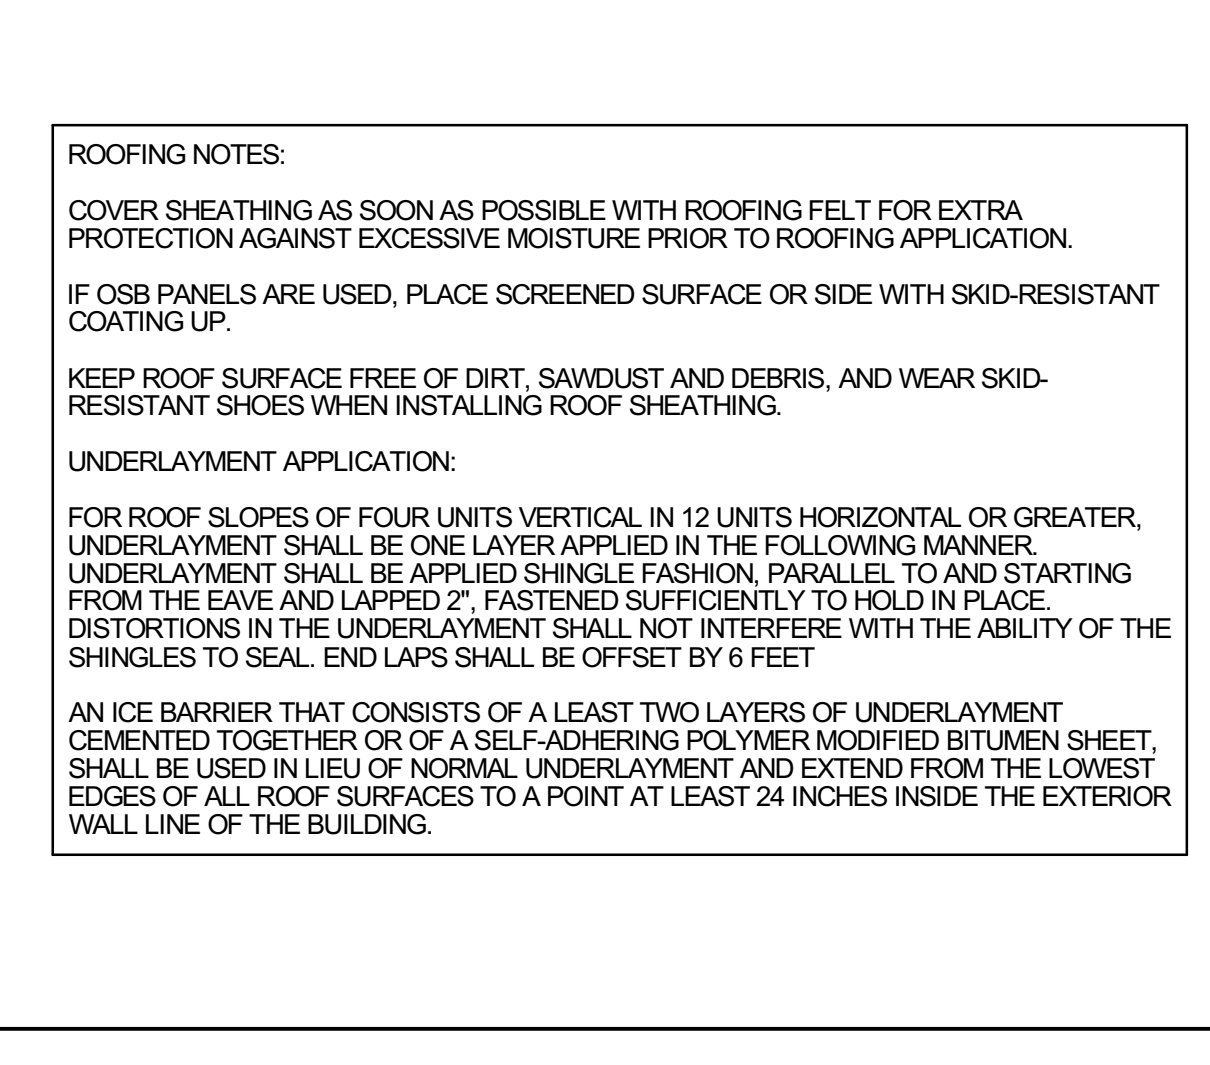 ROOFING NOTES:
COVER SHEATHING AS SOON AS POSSIBLE WITH ROOFING FELT FOR EXTRA
PROTECTION AGAINST EXCESSIVE MOISTURE PRIOR TO ROOFING APPLICATION.
IF OSB PANELS ARE USED, PLACE SCREENED SURFACE OR SIDE WITH SKID-RESISTANT
COATING UP.
KEEP ROOF SURFACE FREE OF DIRT, SAWDUST AND DEBRIS, AND WEAR SKID-
RESISTANT SHOES WHEN INSTALLING ROOF SHEATHING.
UNDERLAYMENT APPLICATION:
FOR ROOF SLOPES OF FOUR UNITS VERTICAL IN 12 UNITS HORIZONTAL OR GREATER,
UNDERLAYMENT SHALL BE ONE LAYER APPLIED IN THE FOLLOWING MANNER.
UNDERLAYMENT SHALL BE APPLIED SHINGLE FASHION, PARALLEL TO AND STARTING
FROM THE EAVE AND LAPPED 2", FASTENED SUFFICIENTLY TO HOLD IN PLACE.
DISTORTIONS IN THE UNDERLAYMENT SHALL NOT INTERFERE WITH THE ABILITY OF THE
SHINGLES TO SEAL. END LAPS SHALL BE OFFSET BY 6 FEET
AN ICE BARRIER THAT CONSISTS OF A LEAST TWO LAYERS OF UNDERLAYMENT
CEMENTED TOGETHER OR OF A SELF-ADHERING POLYMER MODIFIED BITUMEN SHEET,
SHALL BE USED IN LIEU OF NORMAL UNDERLAYMENT AND EXTEND FROM THE LOWEST
EDGES OF ALL ROOF SURFACES TO A POINT AT LEAST 24 INCHES INSIDE THE EXTERIOR
WALL LINE OF THE BUILDING.